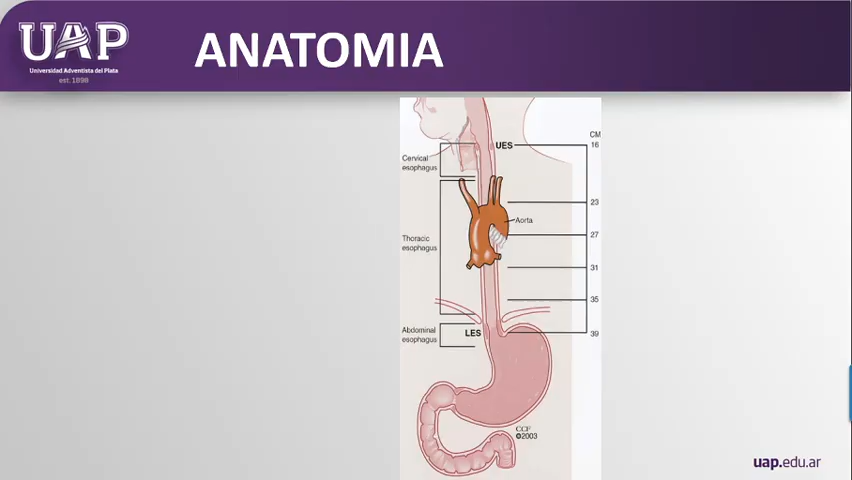 UAP
Universidad Adventista del Plata
est. 1898
ANATOMIA
CM
UES
16
Cervical
esophagus
23
Aorta
27
Thoracic
esophagus
31
35
Abdominal
esophagus
LES
39
CCF
©2003
uap.edu.ar